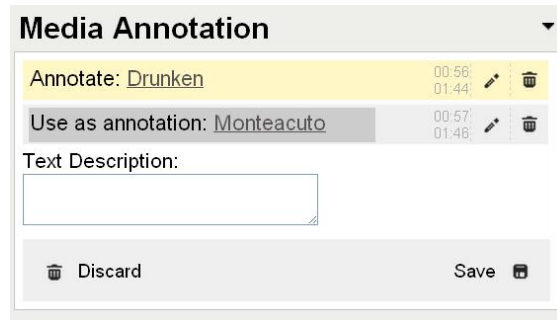 Media Annotation
Annotate: Drunken 00:56
01:44
Use as annotation: Monteacuto 00:57
01:46
Text Description:
Discard Save